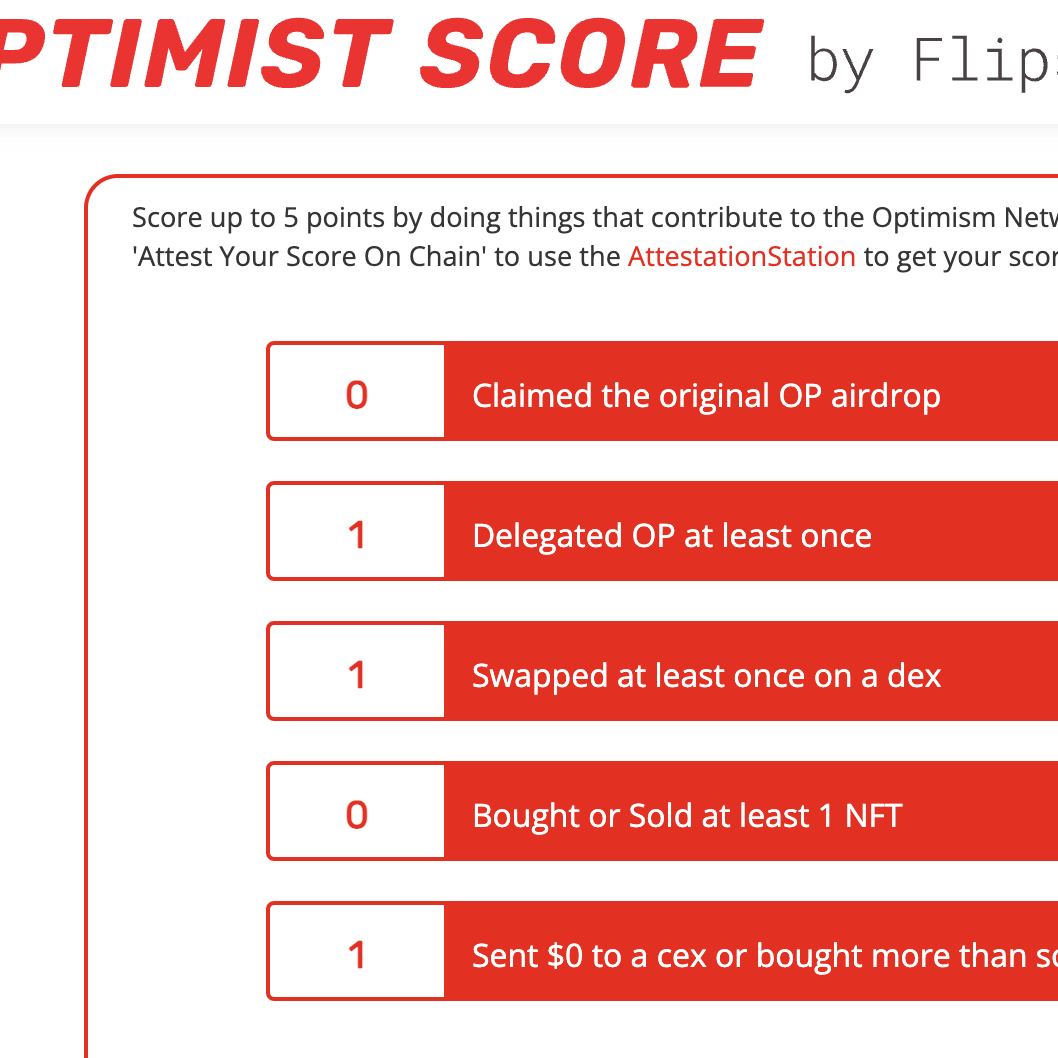 PTIMIST SCORE by Flip
Score up to 5 points by doing things that contribute to the Optimism Netw
'Attest Your Score On Chain' to use the AttestationStation to get your scor
0 Claimed the original OP airdrop
1 Delegated OP at least once
1 Swapped at least once on a dex
0 Bought or Sold at least 1 NFT
1 Sent $0 to a cex or bought more than so